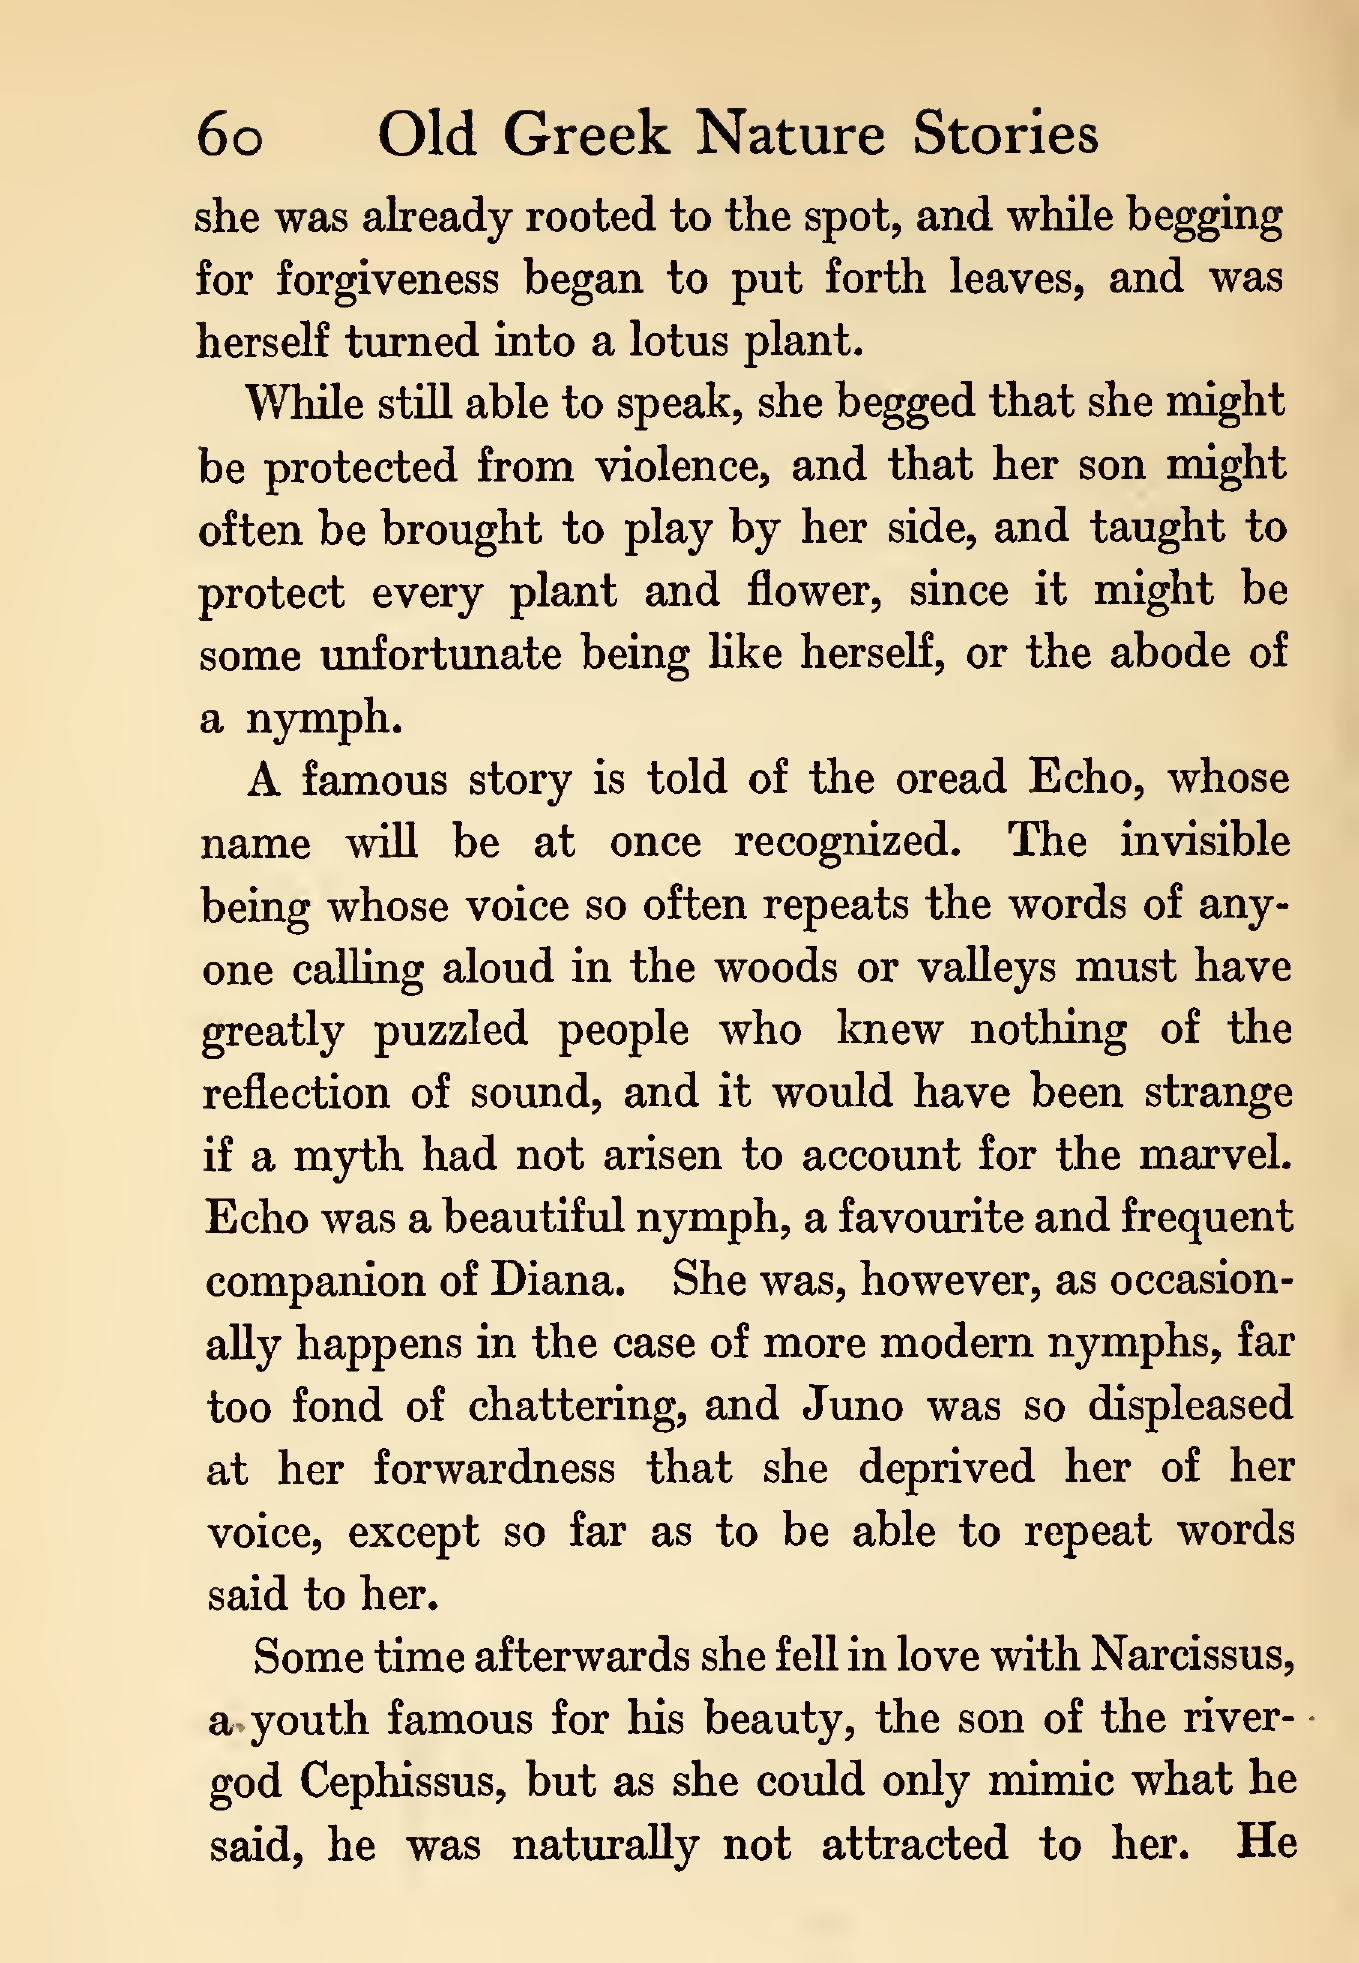 60 Old Greek Nature Stories
she was already rooted to the spot, and while begging
for forgiveness began to put forth leaves, and was
herself turned into a lotus plant.
While still able to speak, she begged that she might
be protected from violence, and that her son might
often be brought to play by her side, and taught to
protect every plant and flower, since it might be
some unfortunate being like herself, or the abode of
a nymph.
A famous story is told of the oread Echo, whose
name will be at once recognized. The invisible
being whose voice so often repeats the words of any-
one calling aloud in the woods or valleys must have
greatly puzzled people who knew nothing of the
reflection of sound, and it would have been strange
if a myth had not arisen to account for the marvel.
Echo was a beautiful nymph, a favourite and frequent
companion of Diana. She was, however, as occasion-
ally happens in the case of more modern nymphs, far
too fond of chattering, and Juno was so displeased
at her forwardness that she deprived her of her
voice, except so far as to be able to repeat words
said to her.
Some time afterwards she fell in love with Narcissus,
a youth famous for his beauty, the son of the river-
god Cephissus, but as she could only mimic what he
said, he was naturally not attracted to her. He